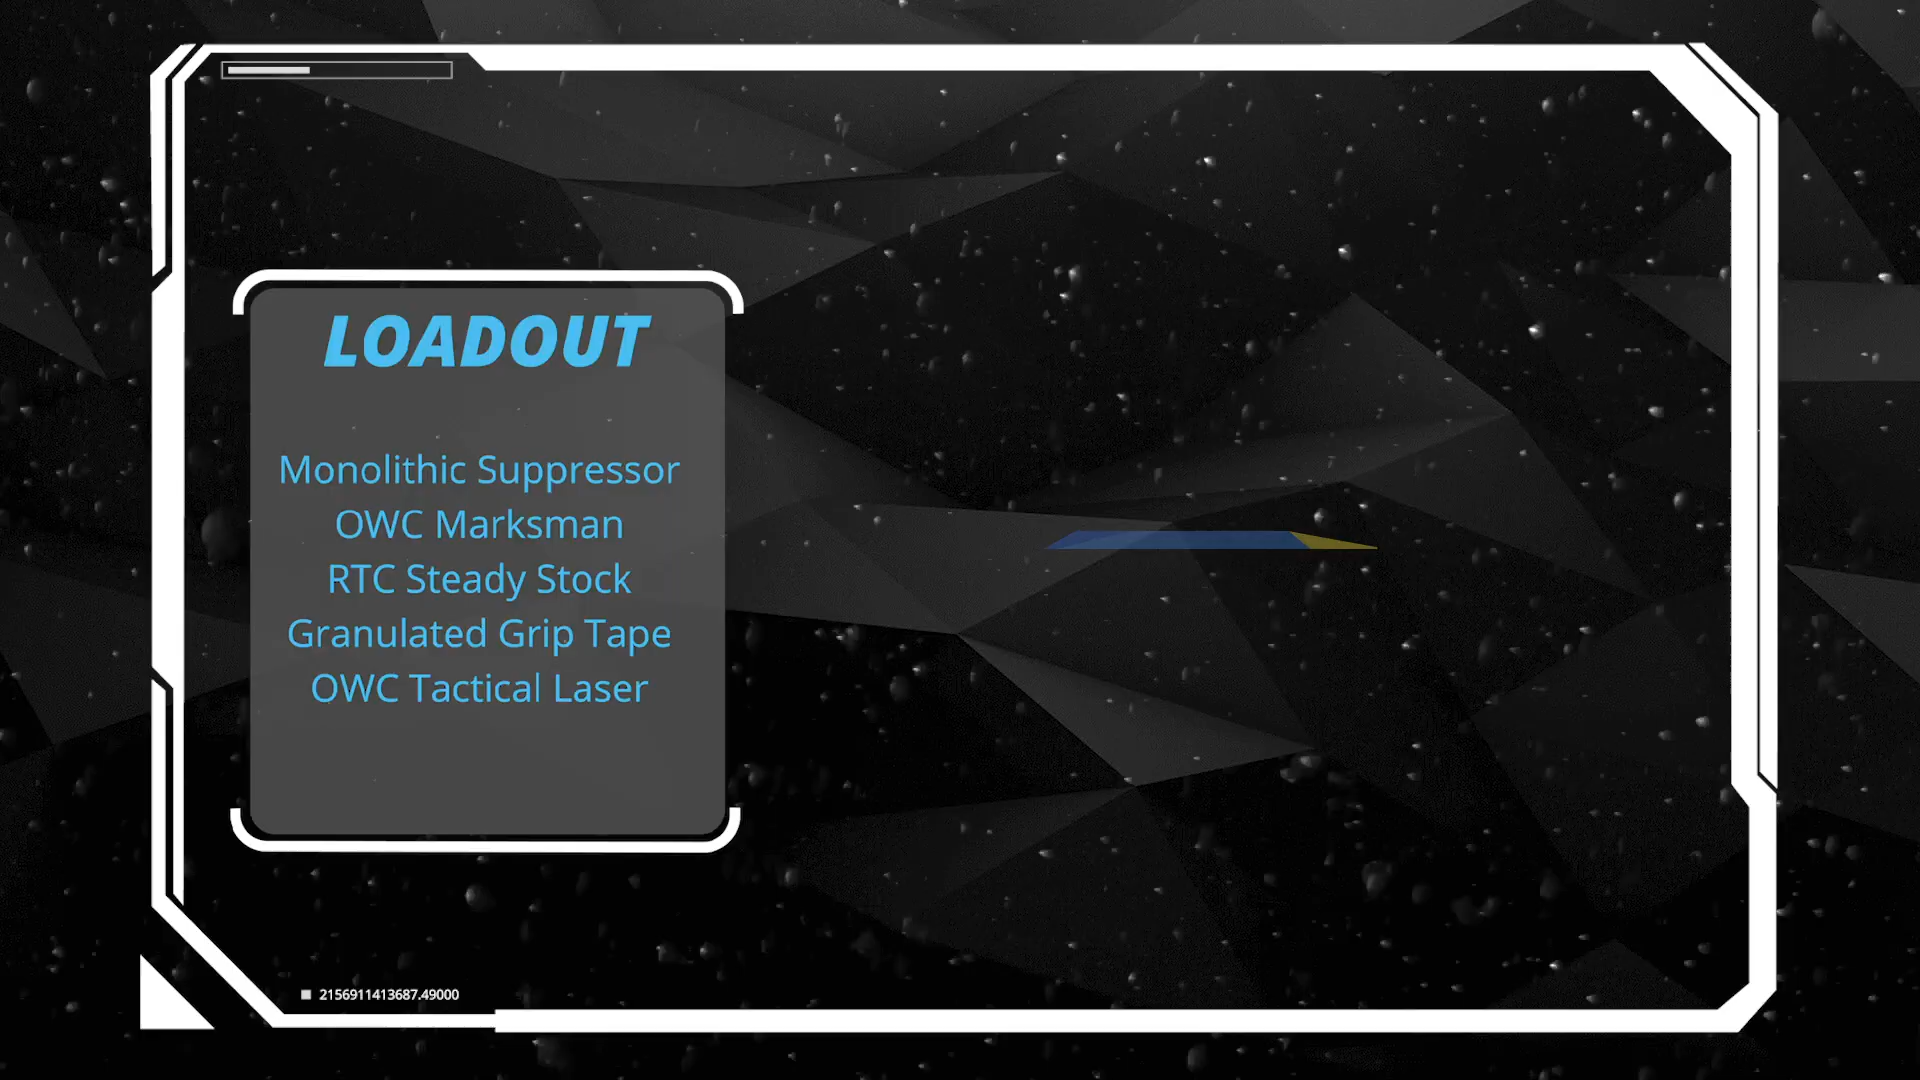 LOADOUT
Monolithic Suppressor
OWC Marksman
RTC Steady Stock
Granulated Grip Tape
OWC Tactical Laser
2156911413687.49000